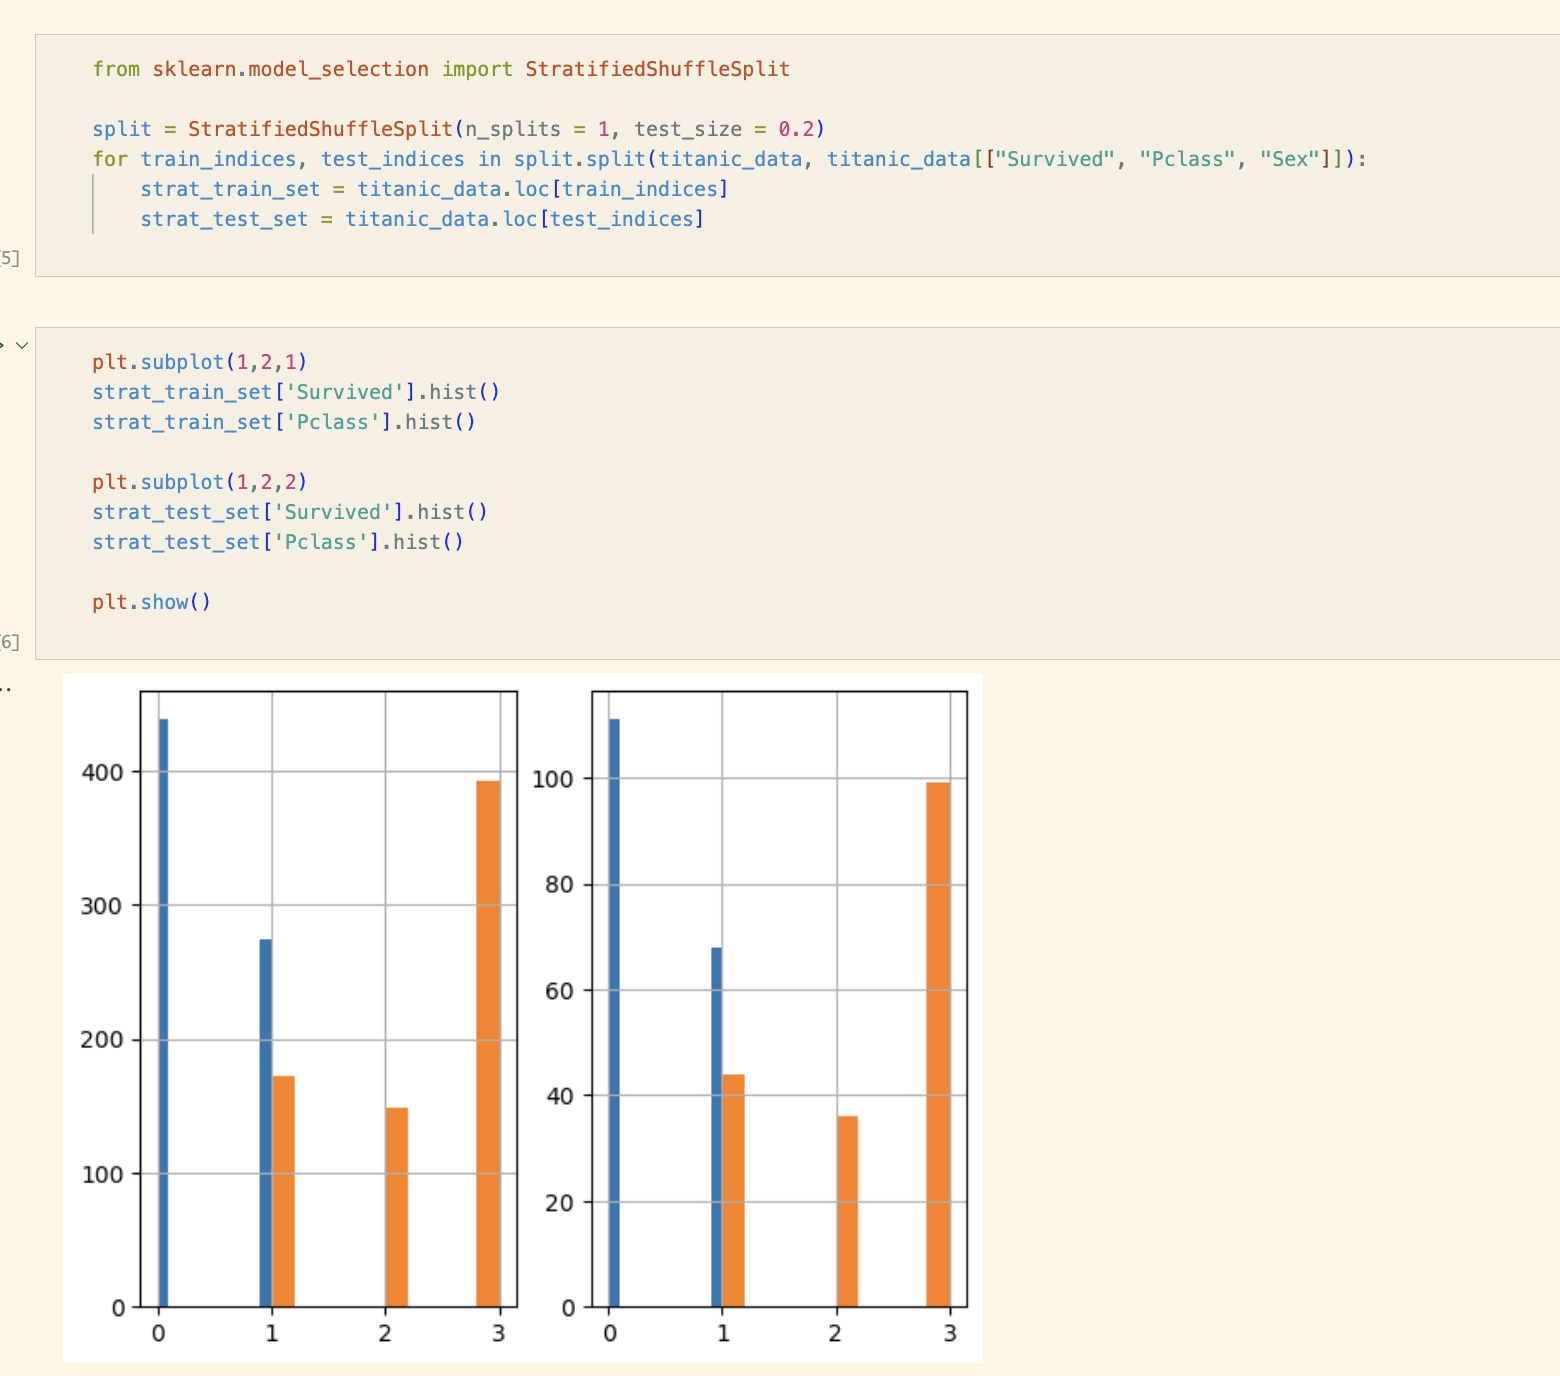 from sklearn.model_selection import StratifiedShuffleSplit
split = StratifiedShuffleSplit(n_splits = 1, test_size = 0.2)
for train_indices, test_indices in split.split(titanic_data, titanic_data[["Survived", "Pclass", "Sex"]]):
    strat_train_set = titanic_data.loc[train_indices]
    strat_test_set = titanic_data.loc[test_indices]
5]
plt.subplot(1,2,1)
strat_train_set['Survived'].hist()
strat_train_set['Pclass'].hist()
plt.subplot(1,2,2)
strat_test_set['Survived'].hist()
strat_test_set['Pclass'].hist()
plt.show()
6]
400
300
200
100
0
0 1 2 3
100
80
60
40
20
0
0 1 2 3